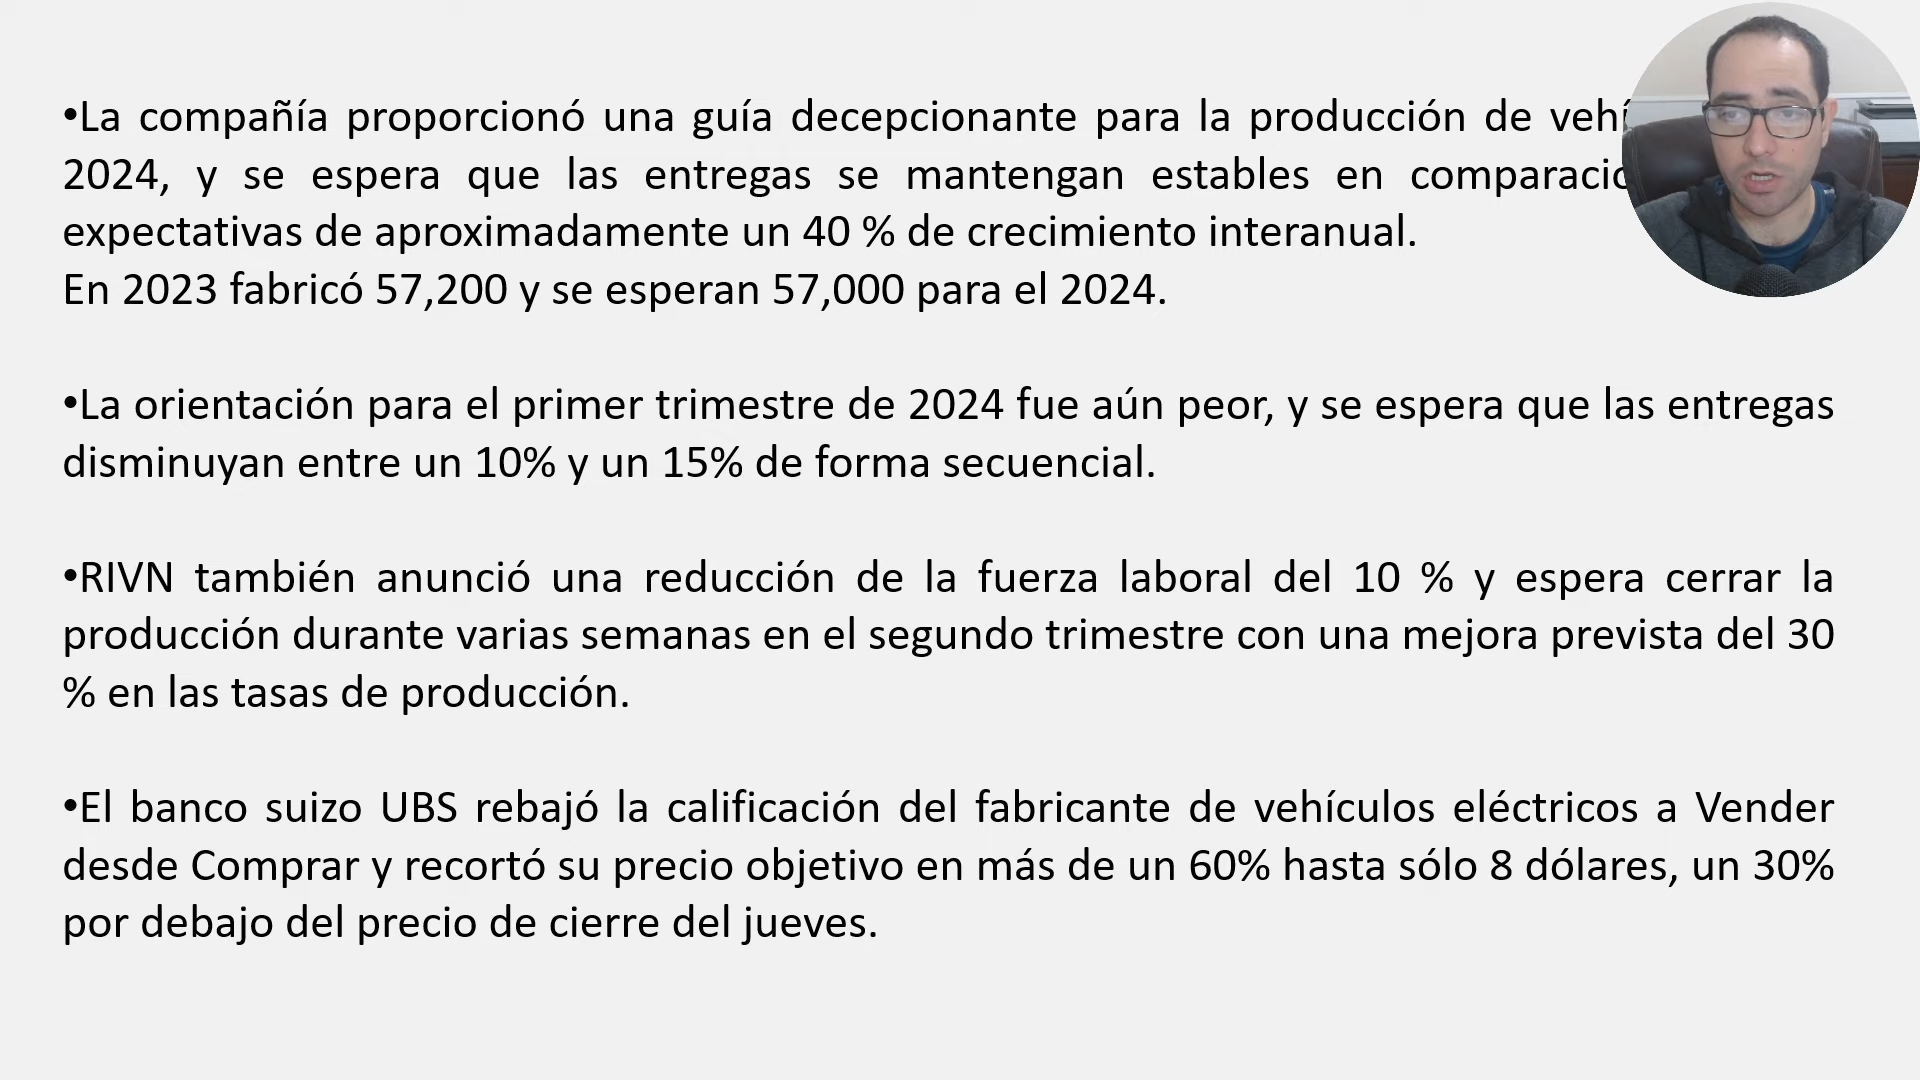 •La compañía proporcionó una guía decepcionante para la producción de
2024, y se espera que las entregas se mantengan estables en
expectativas de aproximadamente un 40 % de crecimiento interanual.
En 2023 fabricó 57,200 y se esperan 57,000 para el 2024.
•La orientación para el primer trimestre de 2024 fue aún peor, y se espera que las entregas
disminuyan entre un 10% y un 15% de forma secuencial.
•RIVN también anunció una reducción de la fuerza laboral del 10 % y espera cerrar la
producción durante varias semanas en el segundo trimestre con una mejora prevista del 30
% en las tasas de producción.
•El banco suizo UBS rebajó la calificación del fabricante de vehículos eléctricos a Vender
desde Comprar y recortó su precio objetivo en más de un 60% hasta sólo 8 dólares, un 30%
por debajo del precio de cierre del jueves.